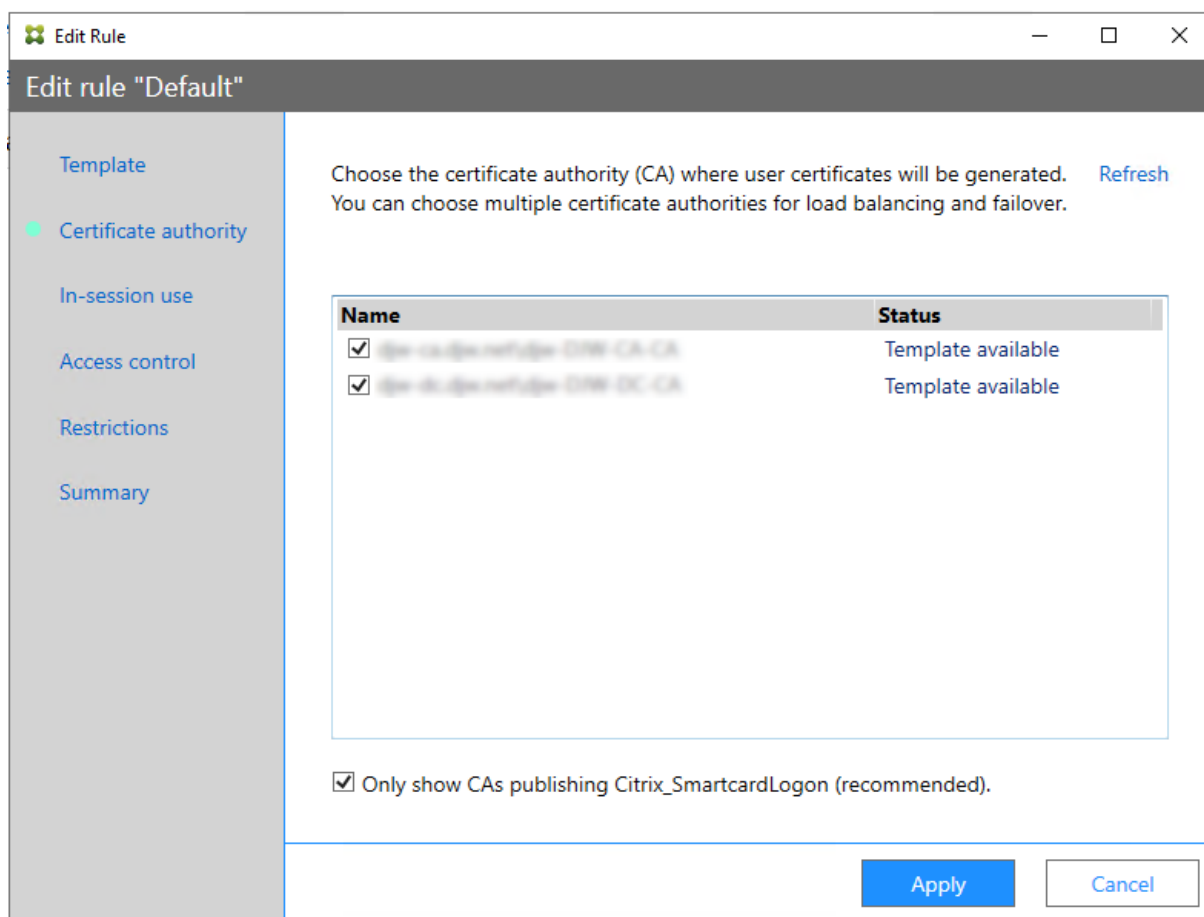 Edit Rule
Edit rule "Default"
Template
Certificate authority
In-session use
Access control
Restrictions
Summary
Choose the certificate authority (CA) where user certificates will be generated.
You can choose multiple certificate authorities for load balancing and failover.
Refresh
Name Status
Template available
Template available
Only show CAs publishing Citrix_SmartcardLogon (recommended).
Apply Cancel